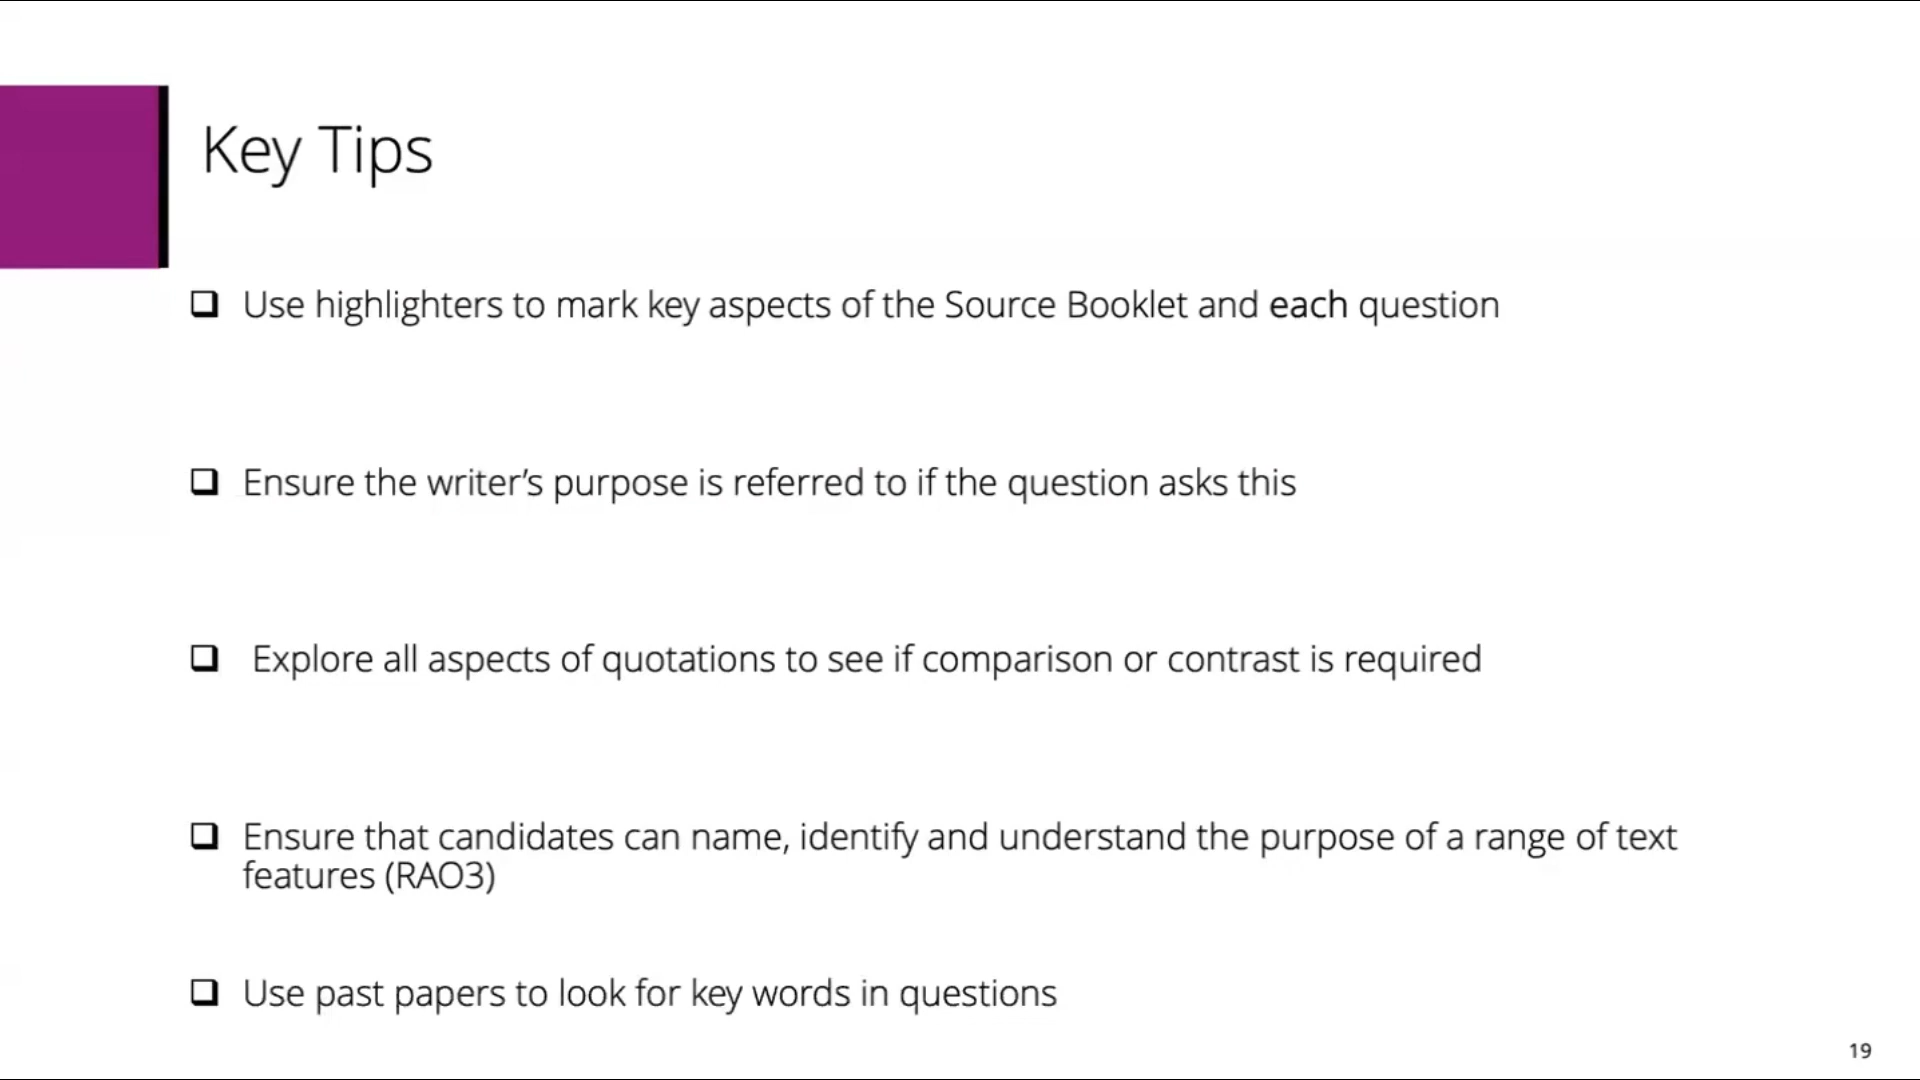 Key Tips
❑ Use highlighters to mark key aspects of the Source Booklet and each question
❑ Ensure the writer’s purpose is referred to if the question asks this
❑ Explore all aspects of quotations to see if comparison or contrast is required
❑ Ensure that candidates can name, identify and understand the purpose of a range of text
features (RAO3)
❑ Use past papers to look for key words in questions
19